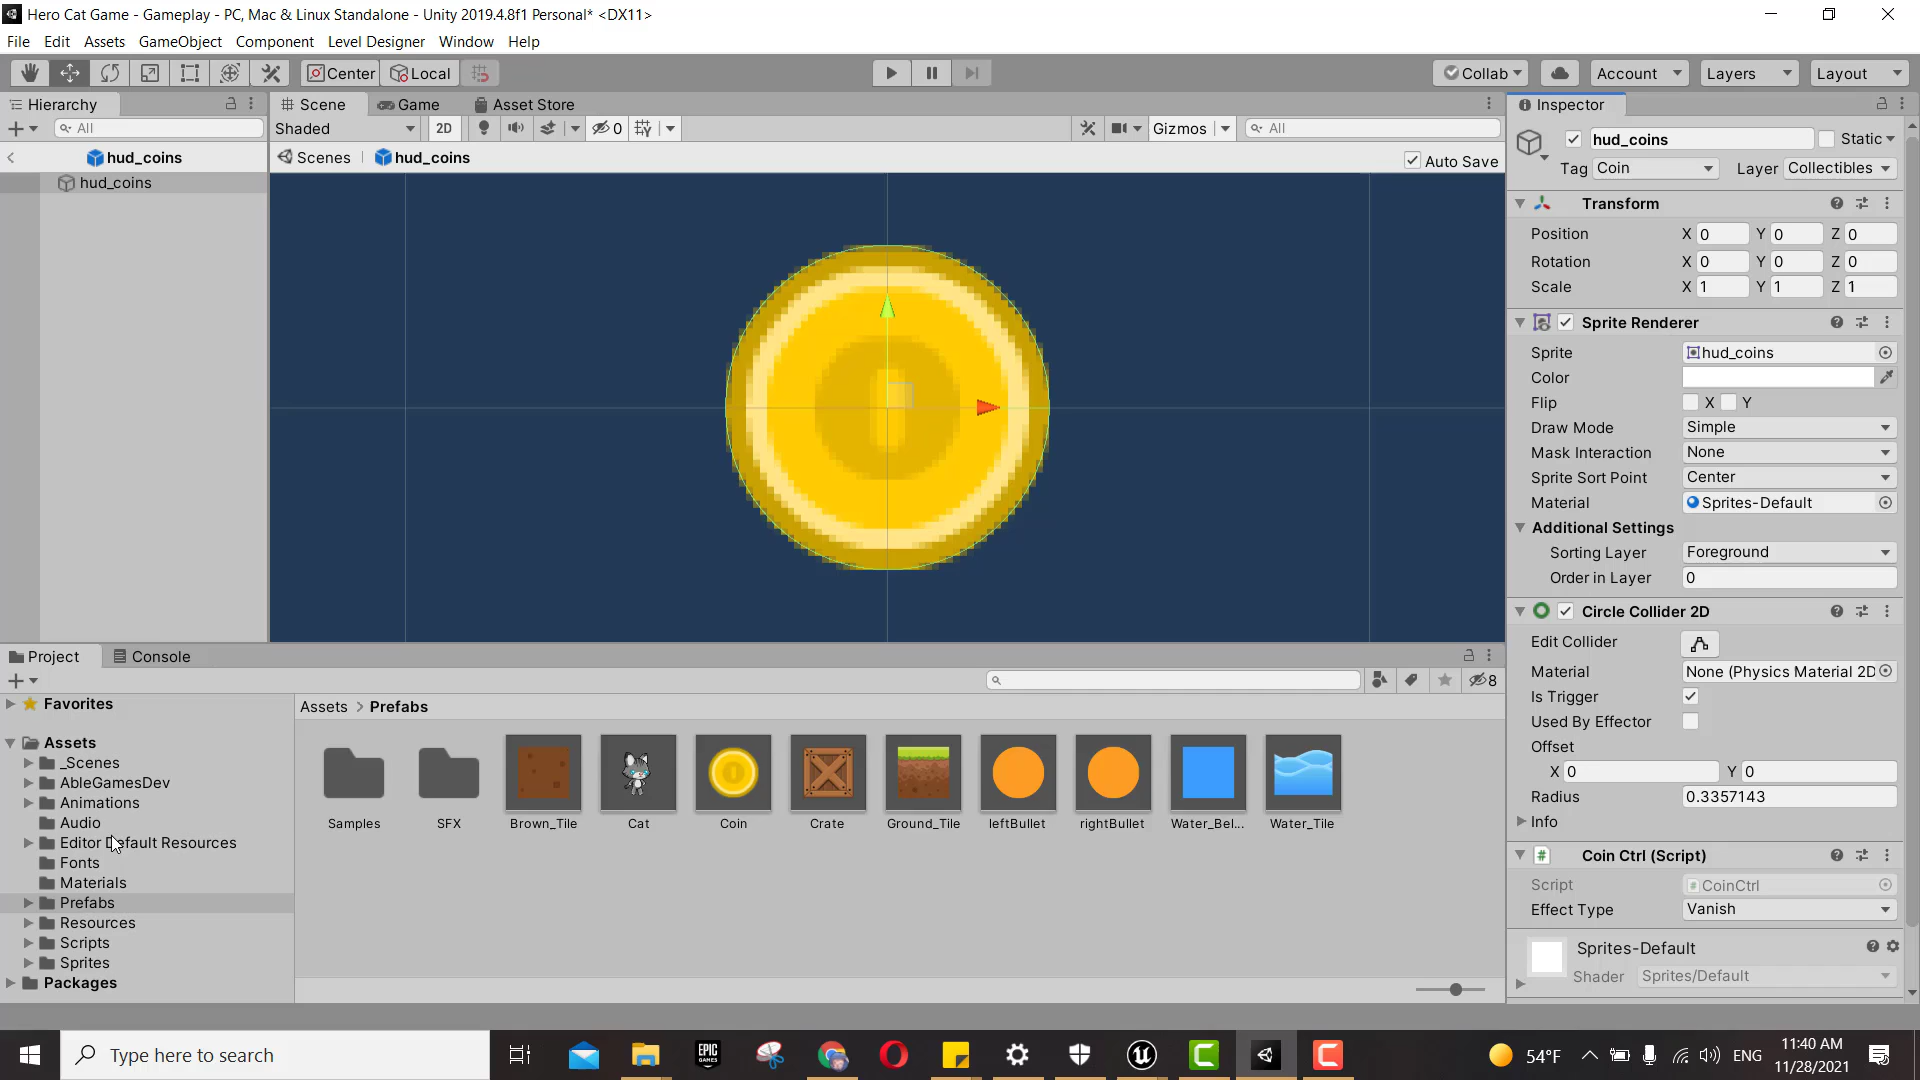 Hero Cat Game - Gameplay - PC, Mac & Linux Standalone - Unity 2019.4.8f1 Personal* <DX11>
File Edit Assets GameObject Component Level Designer Window Help
Center Local Collab Account Layers Layout
Hierarchy
All
hud_coins
hud_coins
Scene Game Asset Store
Shaded 2D 0 Gizmos All
Scenes hud_coins Auto Save
Inspector
hud_coins Static
Tag Coin Layer Collectibles
Transform
Position X 0 Y 0 Z 0
Rotation X 0 Y 0 Z 0
Scale X 1 Y 1 Z 1
Sprite Renderer
Sprite hud_coins
Color
Flip X Y
Draw Mode Simple
Mask Interaction None
Sprite Sort Point Center
Material Sprites-Default
Additional Settings
Sorting Layer Foreground
Order in Layer 0
Circle Collider 2D
Edit Collider
Material None (Physics Material 2D
Is Trigger
Used By Effector
Offset
X 0 Y 0
Radius 0.3357143
Info
Coin Ctrl (Script)
Script CoinCtrl
Effect Type Vanish
Sprites-Default
Shader Sprites/Default
Project Console
8
Favorites
Assets
_Scenes
AbleGamesDev
Animations
Audio
Editor Default Resources
Fonts
Materials
Prefabs
Resources
Scripts
Sprites
Packages
Assets > Prefabs
Samples SFX Brown_Tile Cat Coin Crate Ground_Tile leftBullet rightBullet Water_Bel... Water_Tile
Type here to search
EPIC GAMES
54°F ENG
11:40 AM
11/28/2021